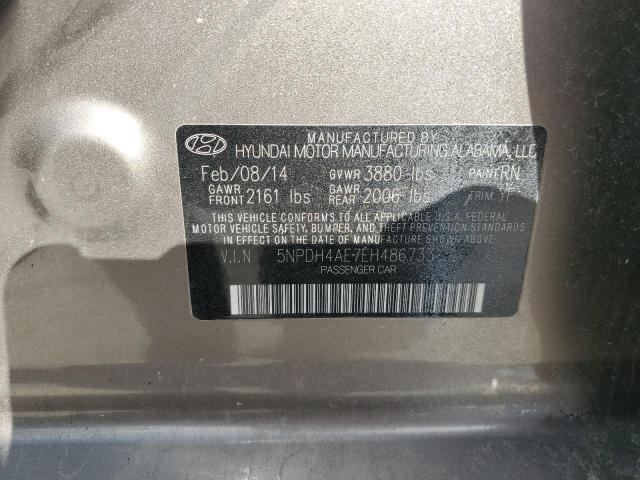 MANUFACTURED BY
HYUNDAI MOTOR MANUFACTURING ALABAMA, LLC
Feb/08/14 GVWR 3880 lbs PAINT RN
GAWR FRONT 2161 lbs GAWR REAR 2006 lbs TRIM YF
THIS VEHICLE CONFORMS TO ALL APPLICABLE U.S.A. FEDERAL
MOTOR VEHICLE SAFETY, BUMPER, AND THEFT PREVENTION STANDARDS
IN EFFECT ON THE DATE OF MANUFACTURE SHOWN ABOVE.
V.I.N 5NPDH4AE7EH486733
PASSENGER CAR